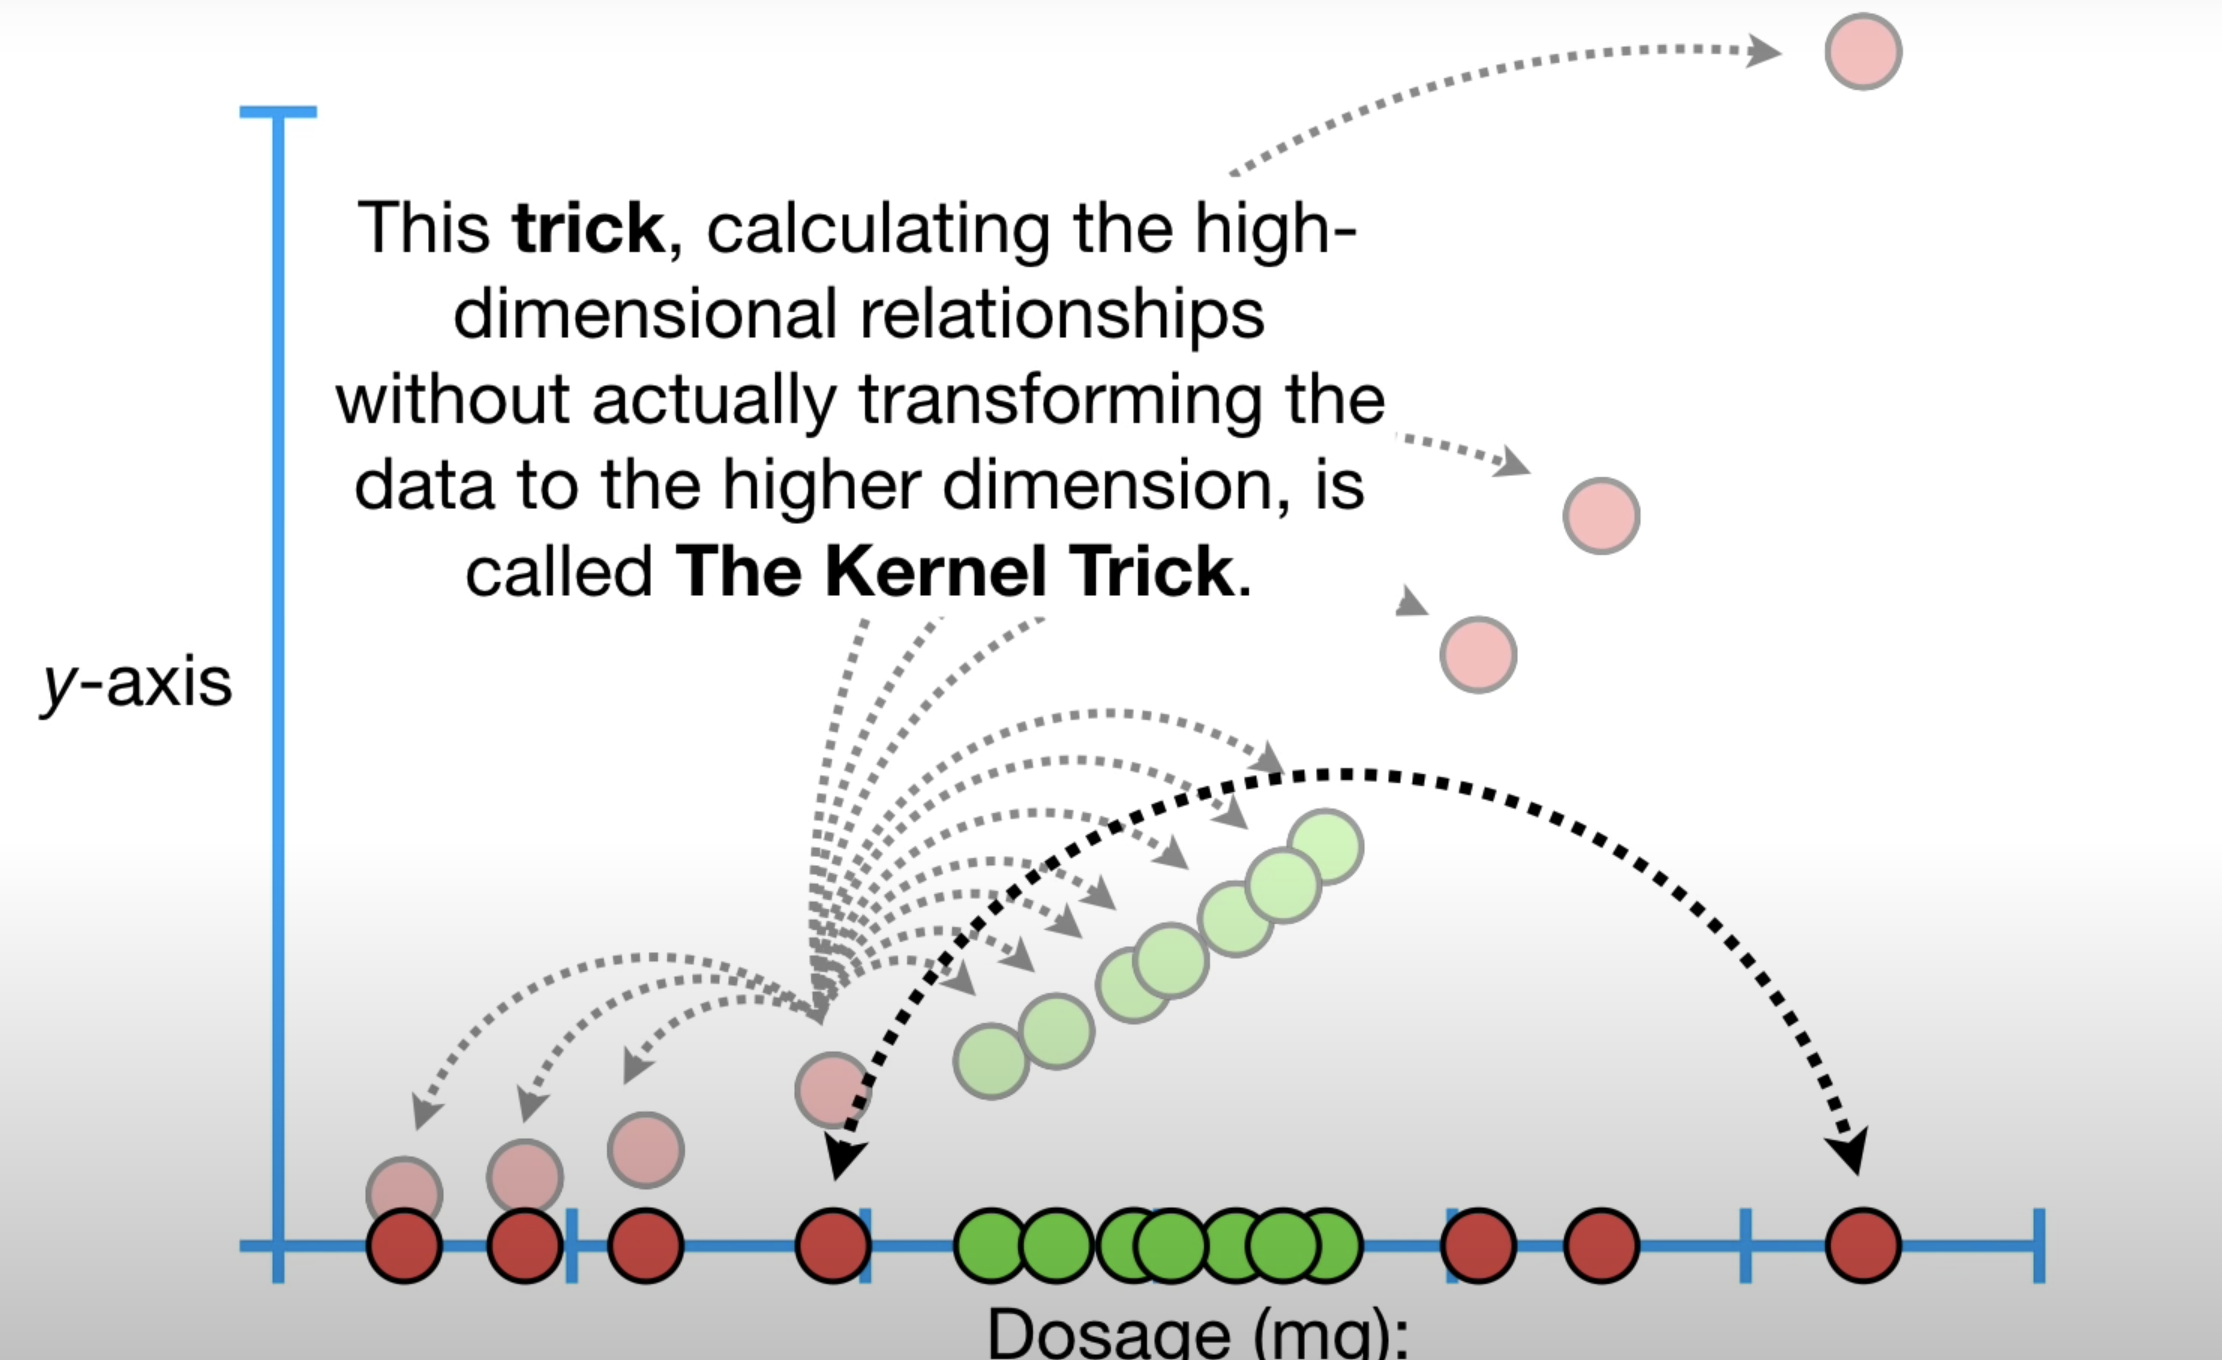 This trick, calculating the high-
dimensional relationships
without actually transforming the
data to the higher dimension, is
called The Kernel Trick.
y-axis
Dosage (mg):